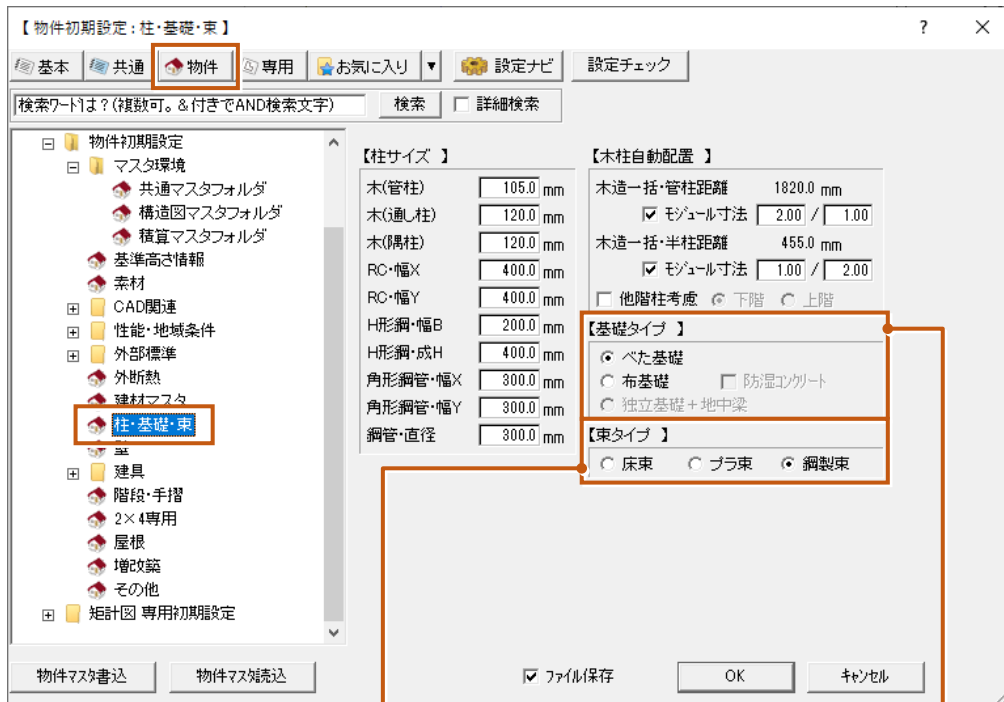 【 物件初期設定 : 柱・基礎・束 】
?
基本 共通 物件 専用 お気に入り ▼ 設定ナビ 設定チェック
検索ワードは？(複数可。&付きでAND検索文字) 検索 詳細検索
物件初期設定
マスタ環境
共通マスタフォルダ
構造図マスタフォルダ
積算マスタフォルダ
基準高さ情報
素材
CAD関連
性能・地域条件
外部標準
外断熱
建材マスタ
柱・基礎・束
壁
建具
階段・手摺
2×4専用
屋根
増改築
その他
矩計図 専用初期設定
【柱サイズ 】
木(管柱) 105.0 mm
木(通し柱) 120.0 mm
木(隅柱) 120.0 mm
RC・幅X 400.0 mm
RC・幅Y 400.0 mm
H形鋼・幅B 200.0 mm
H形鋼・成H 400.0 mm
角形鋼管・幅X 300.0 mm
角形鋼管・幅Y 300.0 mm
鋼管・直径 300.0 mm
【木柱自動配置 】
木造一括・管柱距離 1820.0 mm
モジュール寸法 2.00 / 1.00
木造一括・半柱距離 455.0 mm
モジュール寸法 1.00 / 2.00
他階柱考慮 下階 上階
【基礎タイプ 】
べた基礎
布基礎 防湿コンクリート
独立基礎＋地中梁
【束タイプ 】
床束 プラ束 鋼製束
物件マスタ書込 物件マスタ読込 ファイル保存 OK キャンセル